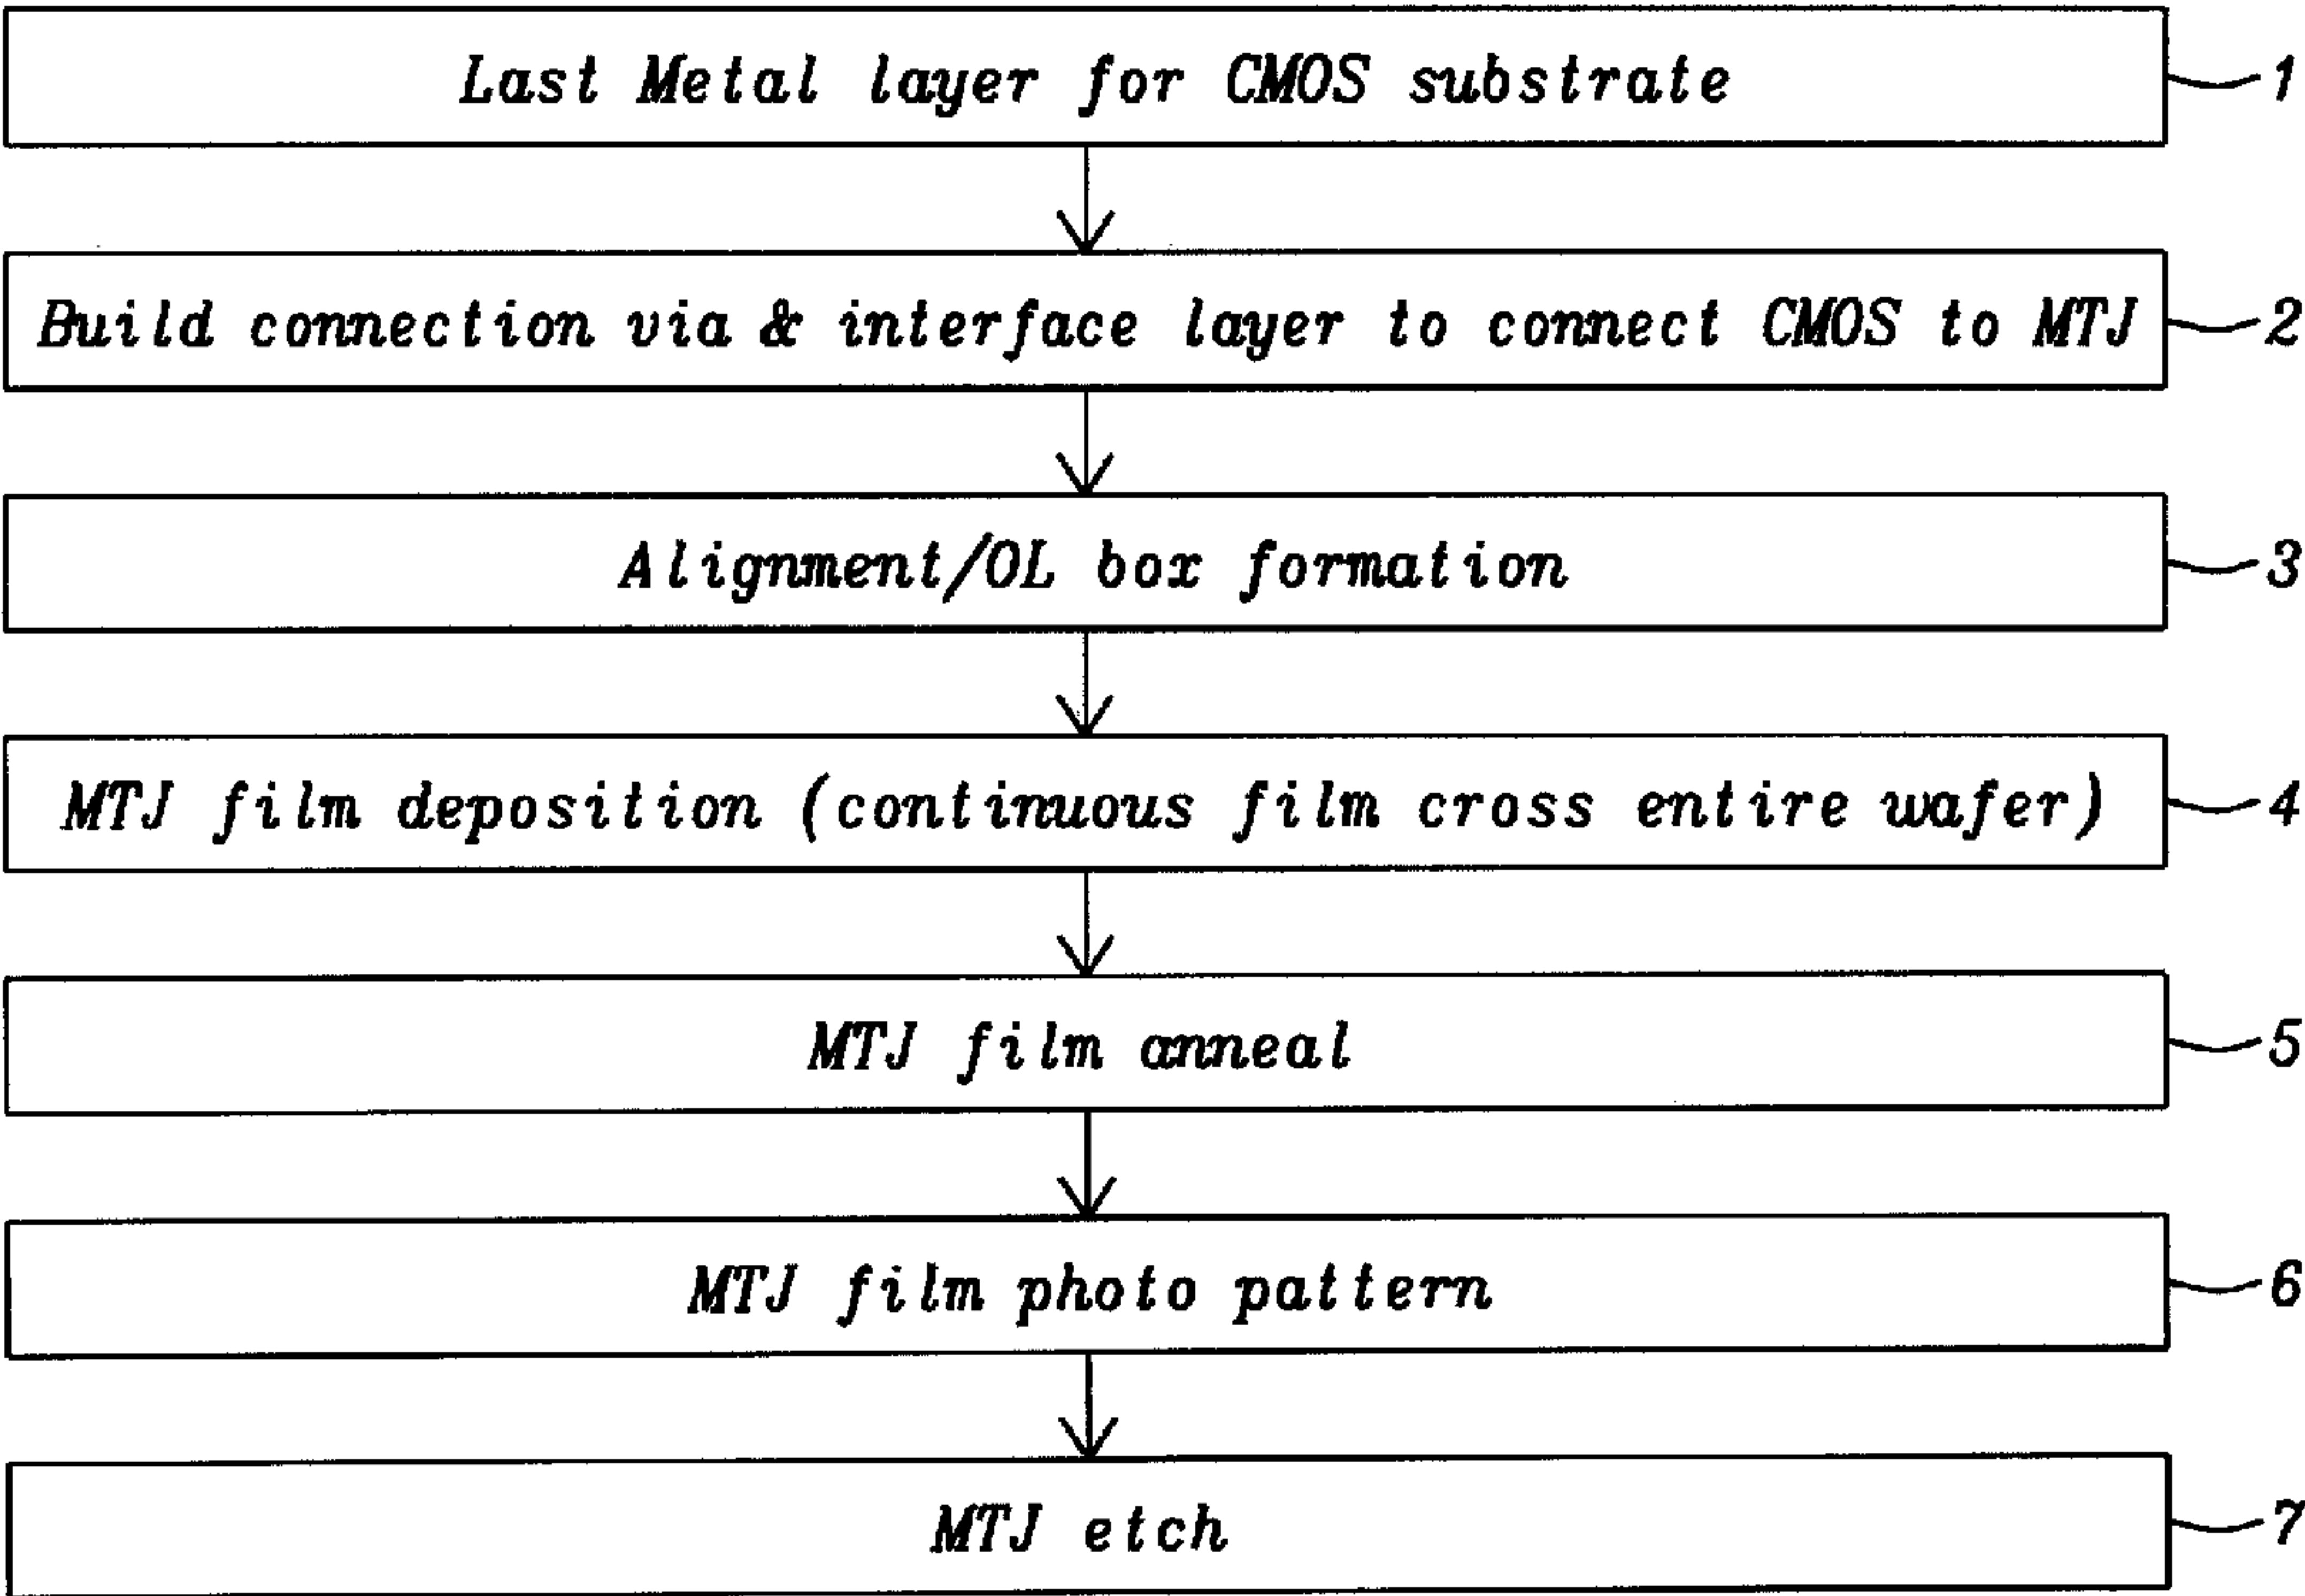 Last Metal layer for CMOS substrate 1
Build connection via & interface layer to connect CMOS to MTJ 2
Alignment/OL box formation 3
MTJ film deposition (continuous film cross entire wafer) 4
MTJ film anneal 5
MTJ film photo pattern 6
MTJ etch 7